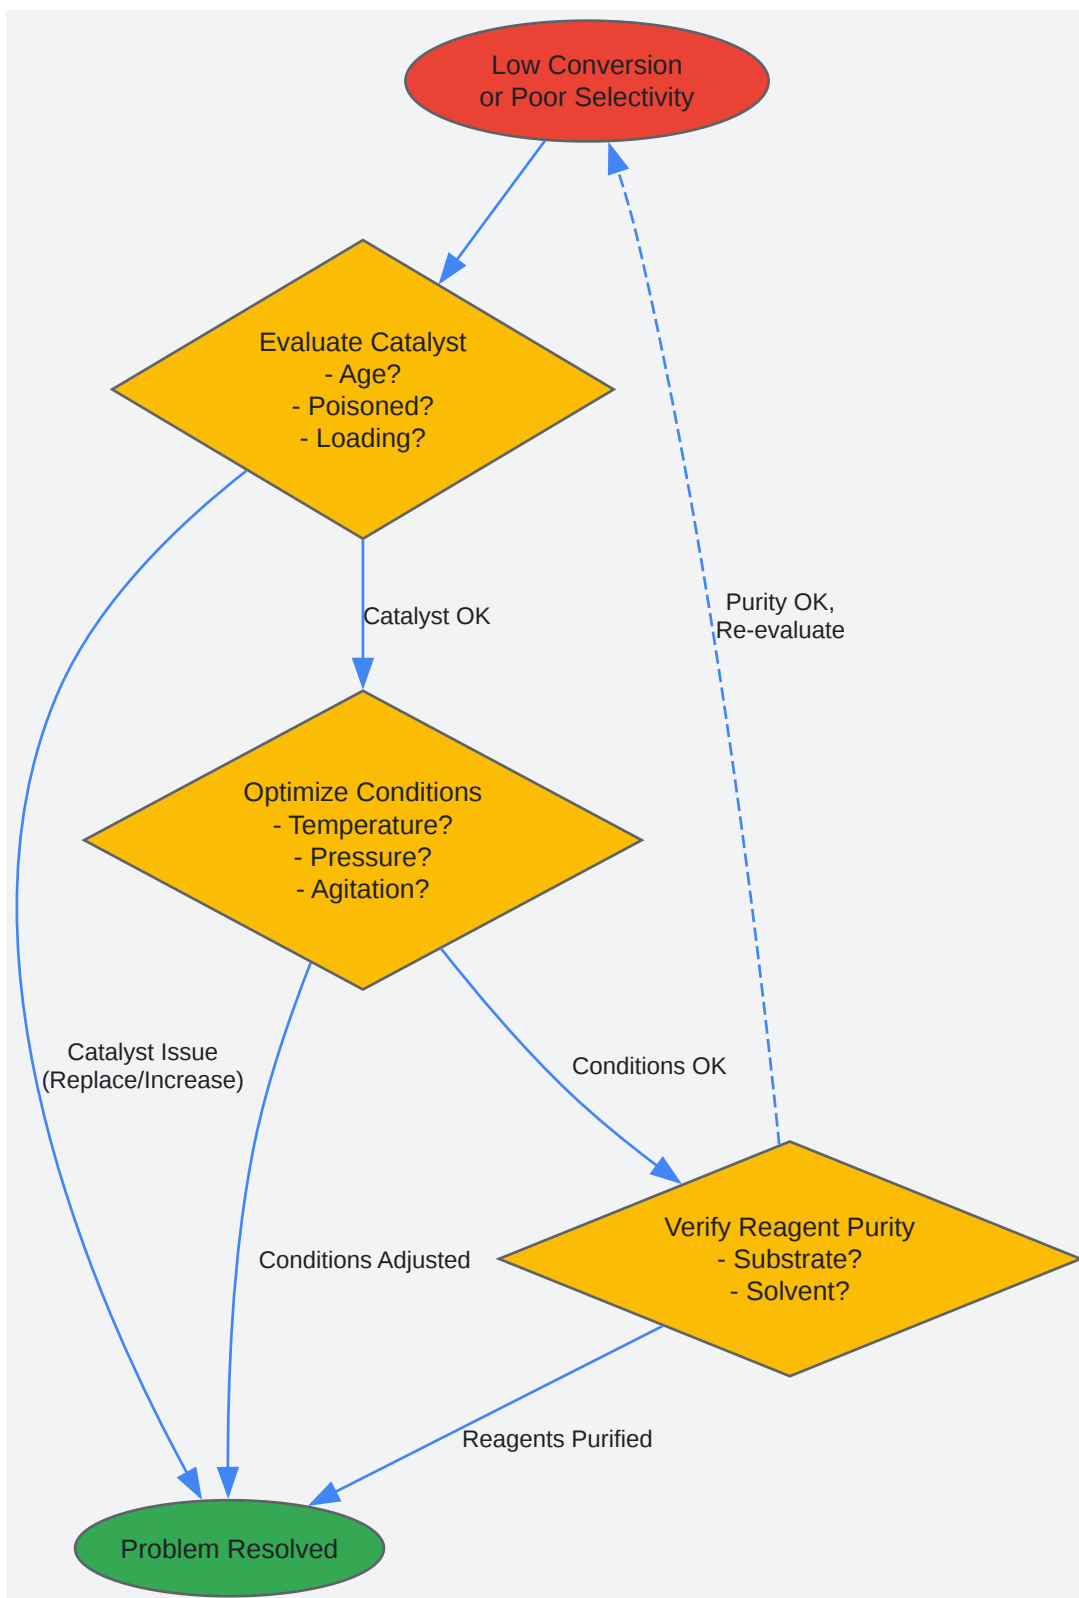 Low Conversion
or Poor Selectivity
Evaluate Catalyst
- Age?
- Poisoned?
- Loading?
Purity OK,
Re-evaluate
Catalyst OK
Optimize Conditions
- Temperature?
- Pressure?
- Agitation?
Catalyst Issue
(Replace/Increase)
Conditions OK
Verify Reagent Purity
- Substrate?
- Solvent?
Conditions Adjusted
Reagents Purified
Problem Resolved